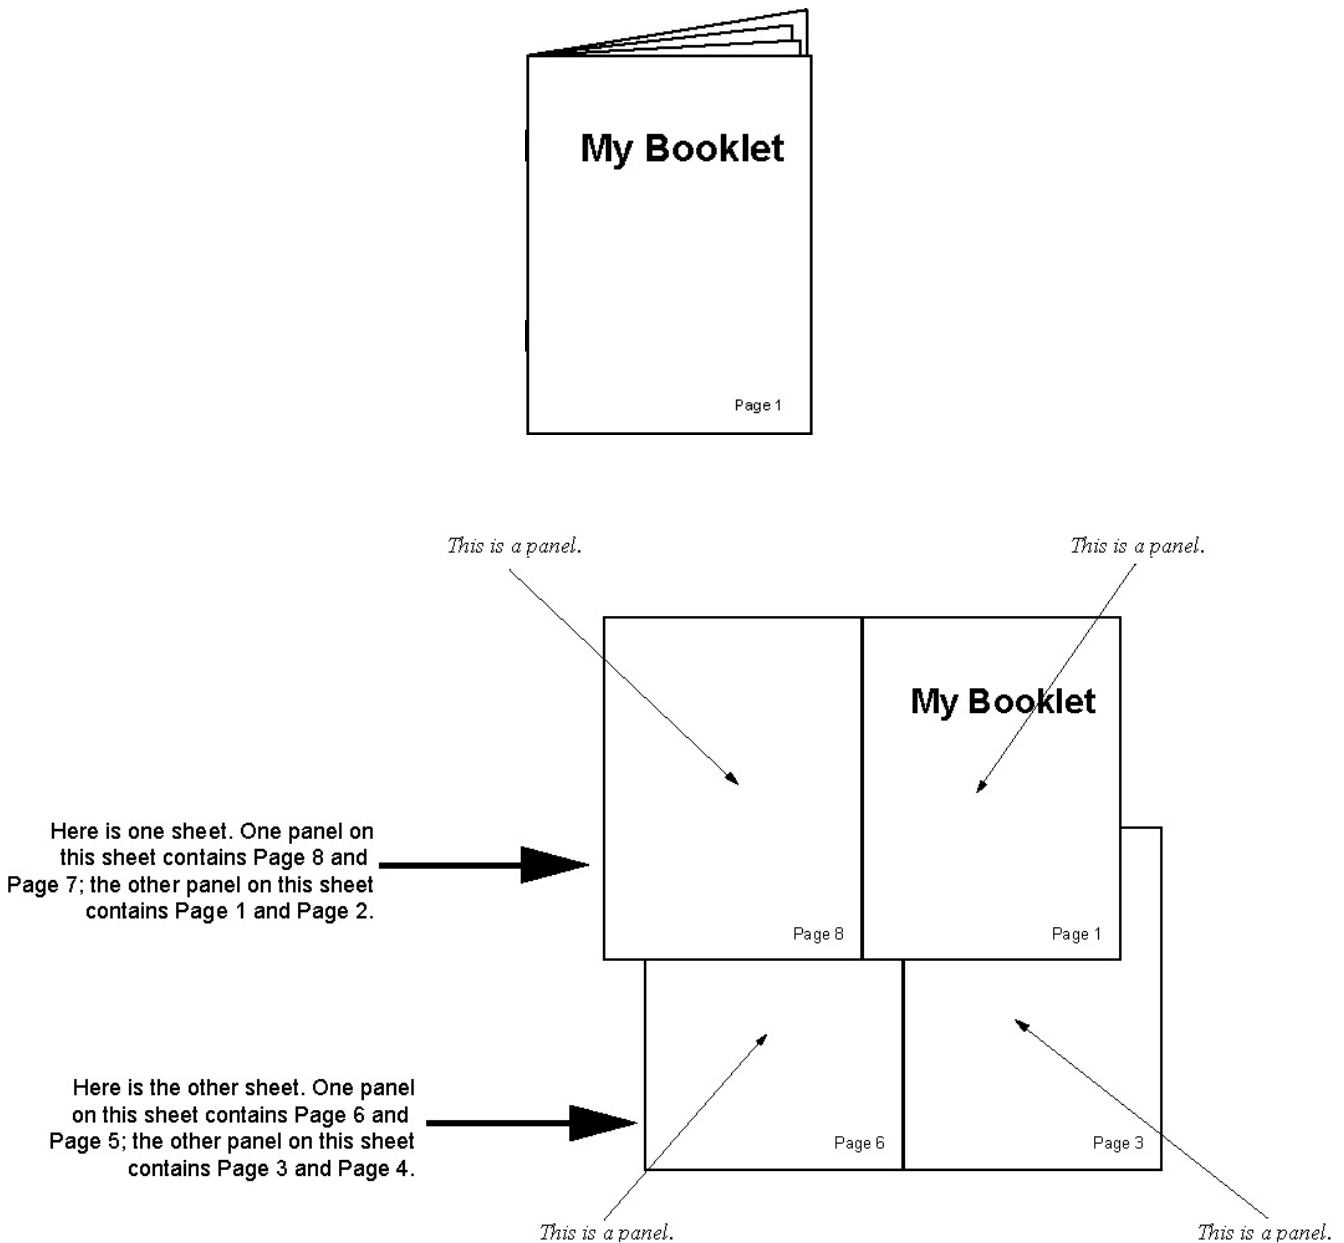 My Booklet
Page 1
This is a panel.
This is a panel.
My Booklet
Here is one sheet. One panel on
this sheet contains Page 8 and
Page 7; the other panel on this sheet
contains Page 1 and Page 2.
Page 8
Page 1
Here is the other sheet. One panel
on this sheet contains Page 6 and
Page 5; the other panel on this sheet
contains Page 3 and Page 4.
Page 6
Page 3
This is a panel.
This is a panel.